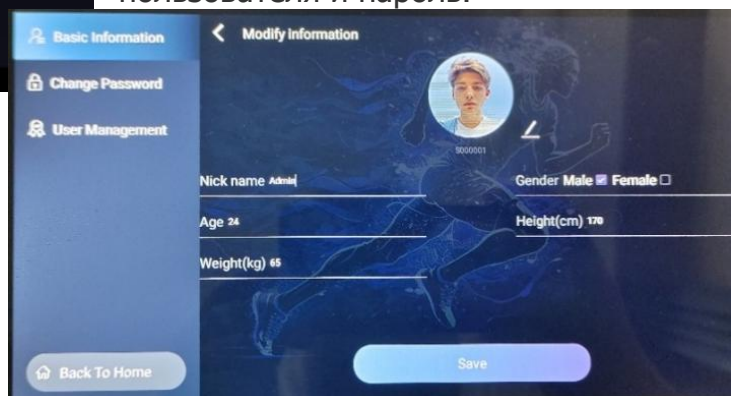 пользователя и пароль.
Basic Information
Modify Information
Change Password
User Management
S000001
Nick name Admin
Gender Male Female
Age 24
Height(cm) 170
Weight(kg) 65
Back To Home
Save